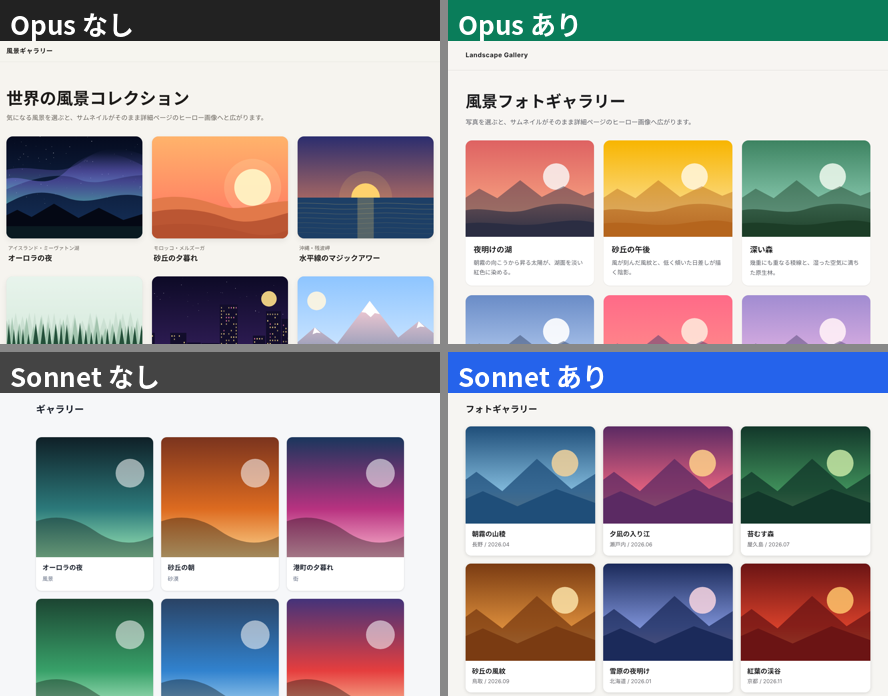 Opus なし
風景ギャラリー
世界の風景コレクション
気になる風景を選ぶと、サムネイルがそのまま詳細ページのヒーロー画像へと広がります。
アイスランド・ミーヴァトン湖
オーロラの夜
モロッコ・メルズーガ
砂丘の夕暮れ
沖縄・残波岬
水平線のマジックアワー
Opus あり
Landscape Gallery
風景フォトギャラリー
写真を選ぶと、サムネイルがそのまま詳細ページのヒーロー画像に広がります。
夜明けの湖
朝霧の向こうから昇る太陽が、湖面を淡い
紅色に染める。
砂丘の午後
風が刻んだ風紋と、低く傾いた日差しが描
く陰影。
深い森
幾重にも重なる稜線と、湿った空気に満ち
た原生林。
Sonnet なし
ギャラリー
オーロラの夜
風景
砂丘の朝
砂漠
港町の夕暮れ
街
Sonnet あり
フォトギャラリー
朝霧の山稜
長野 / 2026.04
夕凪の入り江
瀬戸内 / 2026.06
苔むす森
屋久島 / 2026.07
砂丘の風紋
鳥取 / 2026.09
雪原の夜明け
北海道 / 2026.01
紅葉の渓谷
京都 / 2026.11